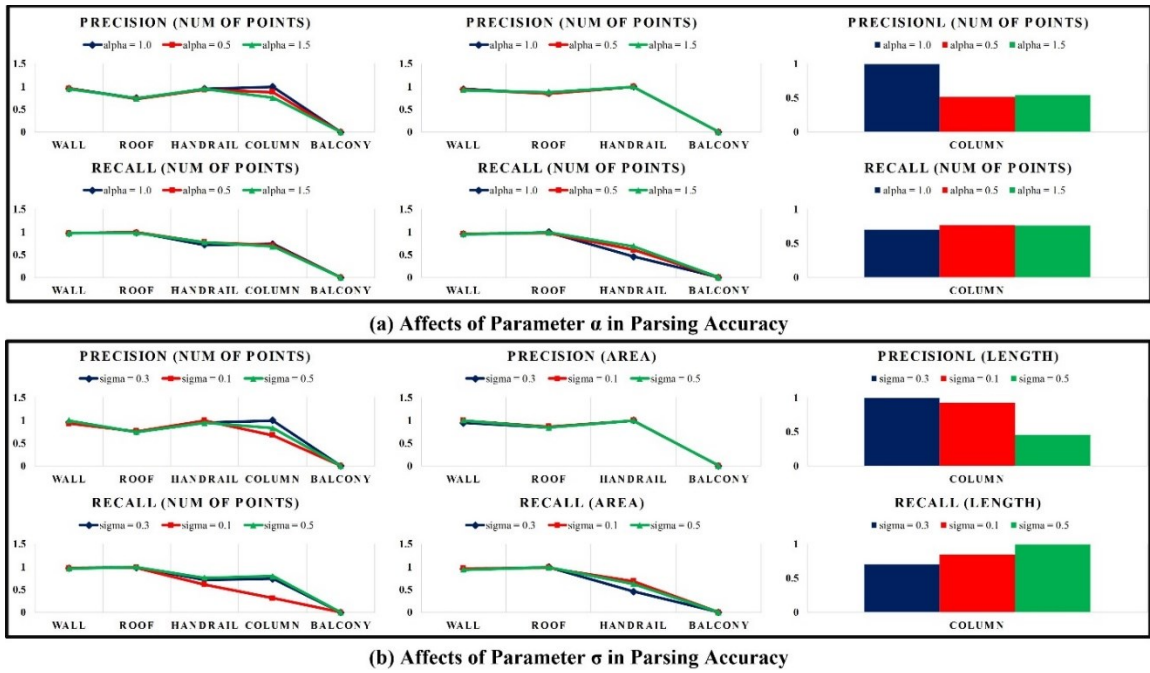 PRECISION (NUM OF POINTS)
alpha = 1.0 alpha = 0.5 alpha = 1.5
1.5
1
0.5
0
WALL ROOF HANDRAIL COLUMN BALCONY
RECALL (NUM OF POINTS)
alpha = 1.0 alpha = 0.5 alpha = 1.5
1.5
1
0.5
0
WALL ROOF HANDRAIL COLUMN BALCONY
PRECISION (NUM OF POINTS)
alpha = 1.0 alpha = 0.5 alpha = 1.5
1.5
1
0.5
0
WALL ROOF HANDRAIL BALCONY
RECALL (NUM OF POINTS)
alpha = 1.0 alpha = 0.5 alpha = 1.5
1.5
1
0.5
0
WALL ROOF HANDRAIL BALCONY
PRECISIONL (NUM OF POINTS)
alpha = 1.0 alpha = 0.5 alpha = 1.5
1
0.5
0
COLUMN
RECALL (NUM OF POINTS)
alpha = 1.0 alpha = 0.5 alpha = 1.5
1
0.5
0
COLUMN
(a) Affects of Parameter α in Parsing Accuracy
PRECISION (NUM OF POINTS)
sigma = 0.3 sigma = 0.1 sigma = 0.5
1.5
1
0.5
0
WALL ROOF HANDRAIL COLUMN BALCONY
RECALL (NUM OF POINTS)
sigma = 0.3 sigma = 0.1 sigma = 0.5
1.5
1
0.5
0
WALL ROOF HANDRAIL COLUMN BALCONY
PRECISION (AREA)
sigma = 0.3 sigma = 0.1 sigma = 0.5
1.5
1
0.5
0
WALL ROOF HANDRAIL BALCONY
RECALL (AREA)
sigma = 0.3 sigma = 0.1 sigma = 0.5
1.5
1
0.5
0
WALL ROOF HANDRAIL BALCONY
PRECISIONL (LENGTH)
sigma = 0.3 sigma = 0.1 sigma = 0.5
1
0.5
0
COLUMN
RECALL (LENGTH)
sigma = 0.3 sigma = 0.1 sigma = 0.5
1
0.5
0
COLUMN
(b) Affects of Parameter σ in Parsing Accuracy